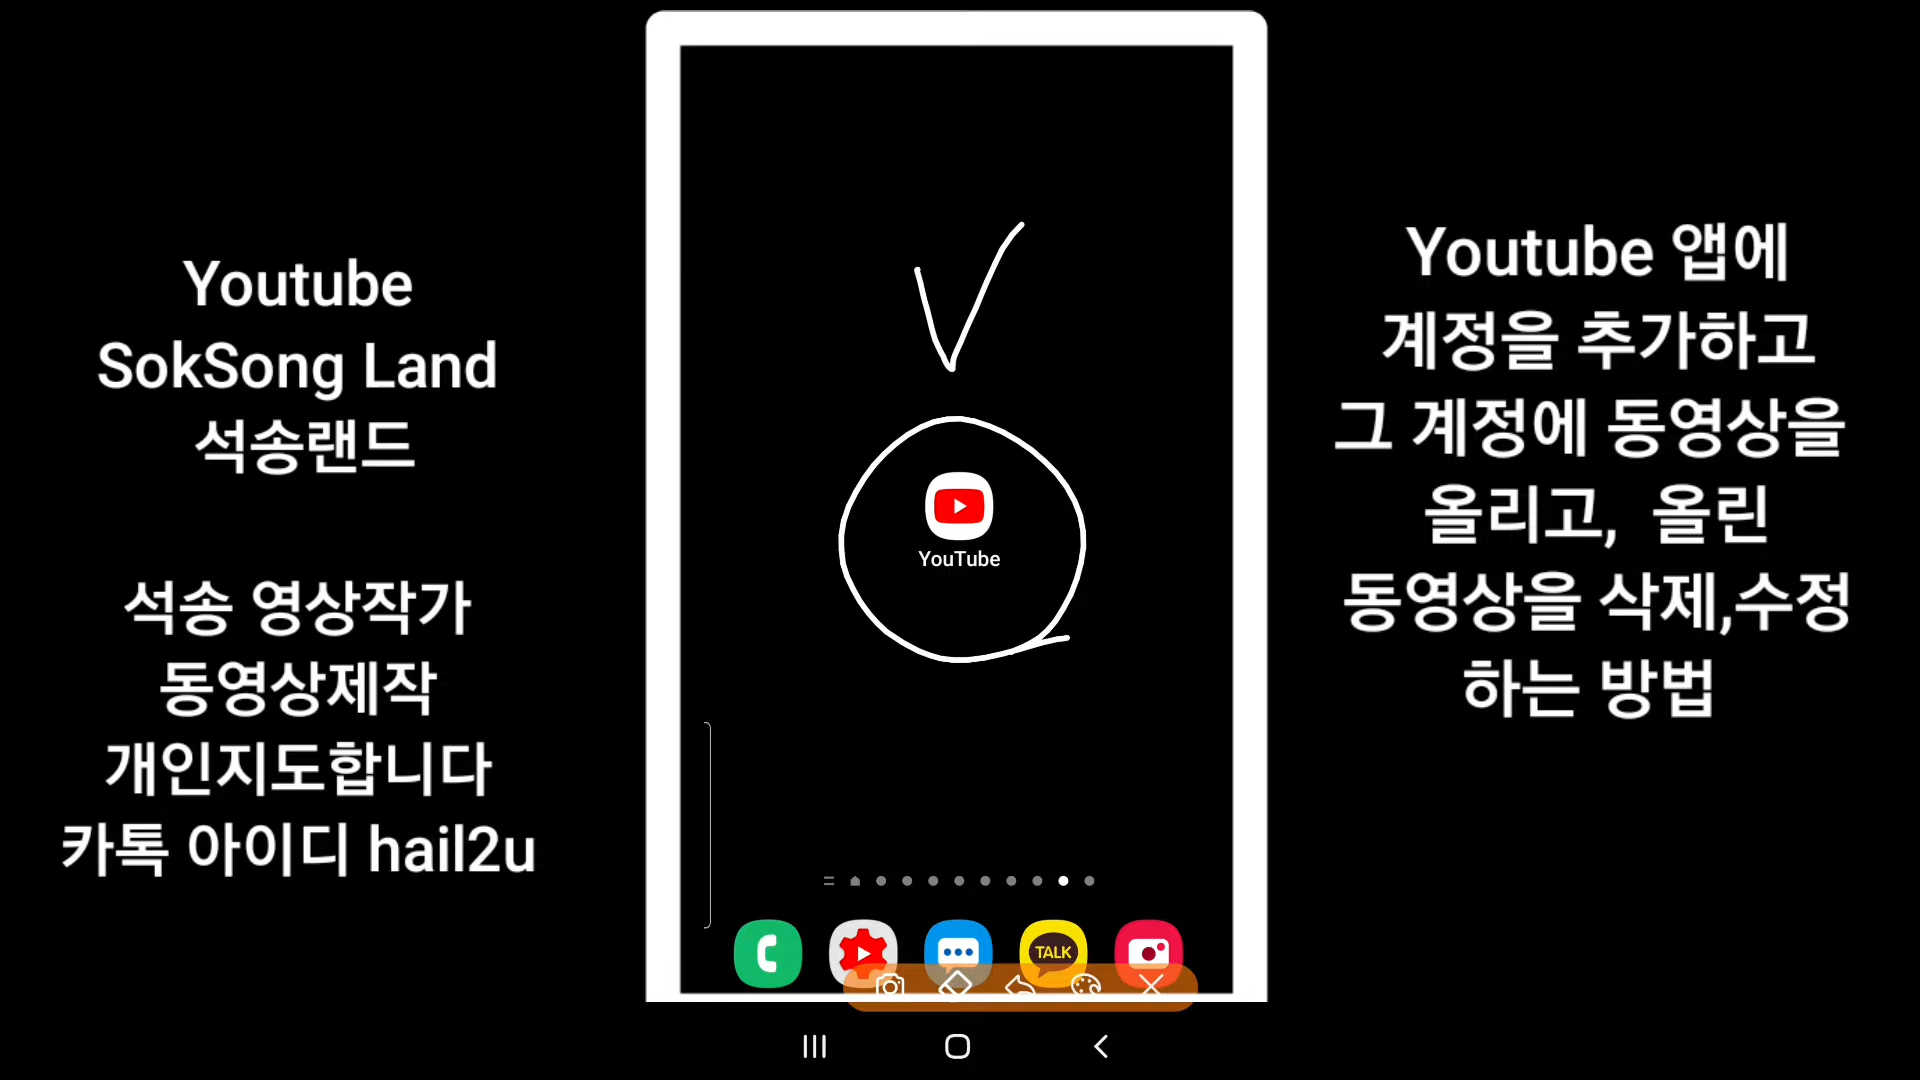 Youtube
SokSong Land
석송랜드
석송 영상작가
동영상제작
개인지도합니다
카톡 아이디 hail2u
YouTube
TALK
Youtube 앱에
계정을 추가하고
그 계정에 동영상을
올리고, 올린
동영상을 삭제,수정
하는 방법